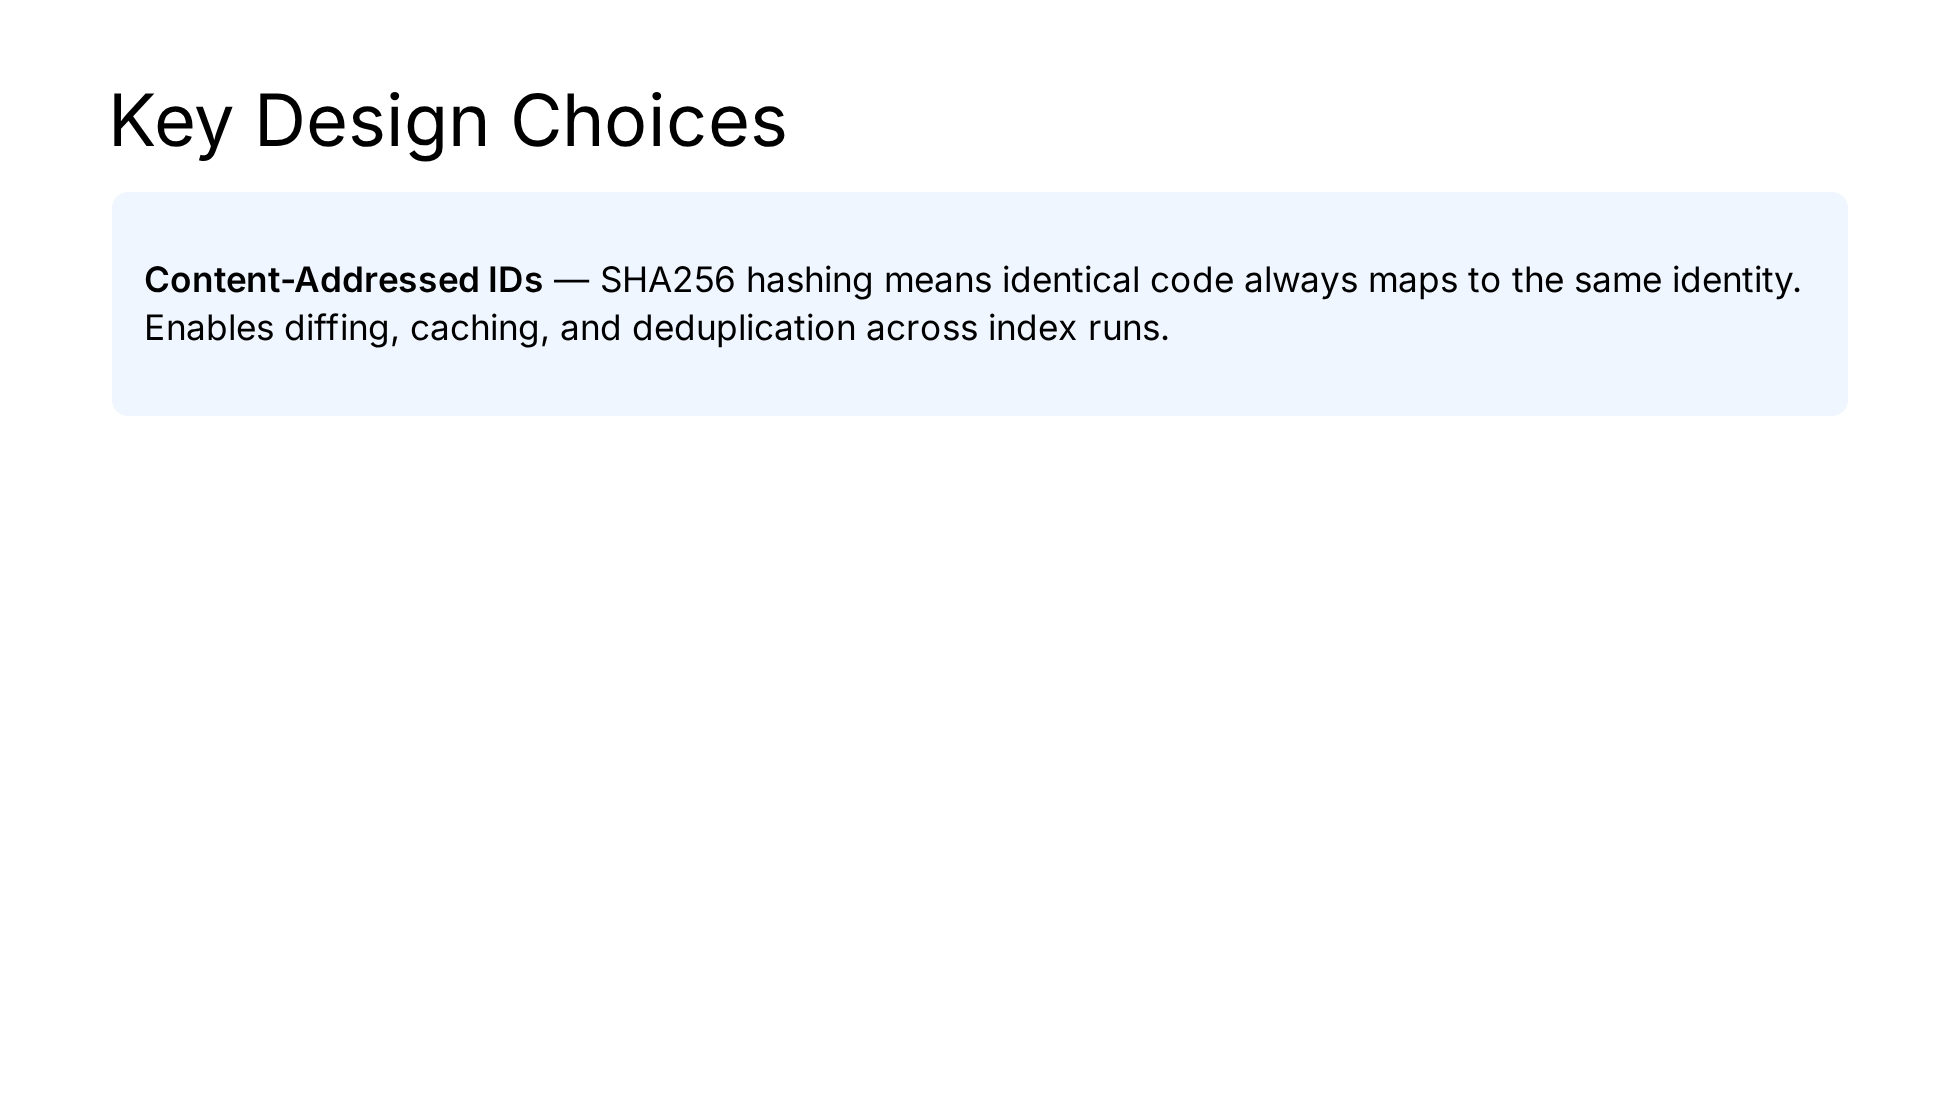 Key Design Choices
Content-Addressed IDs — SHA256 hashing means identical code always maps to the same identity.
Enables diffing, caching, and deduplication across index runs.